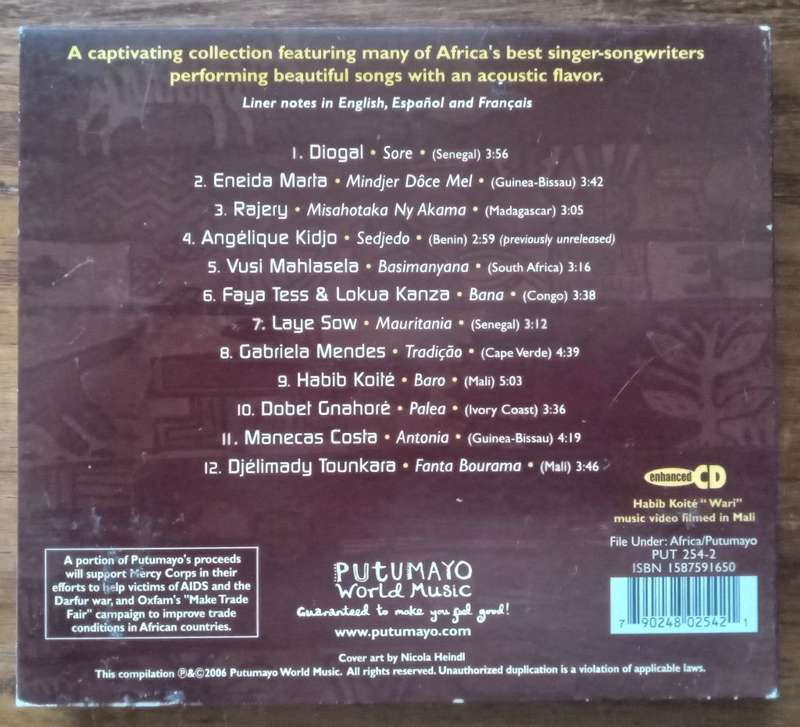 A captivating collection featuring many of Africa's best singer-songwriters
performing beautiful songs with an acoustic flavor.
Liner notes in English, Español and Français
1. Diogal • Sore • (Senegal) 3:56
2. Eneida Marta • Mindjer Dôce Mel • (Guinea-Bissau) 3:42
3. Rajery • Misahotaka Ny Akama • (Madagascar) 3:05
4. Angélique Kidjo • Sedjedo • (Benin) 2:59 (previously unreleased)
5. Vusi Mahlasela • Basimanyana • (South Africa) 3:16
6. Faya Tess & Lokua Kanza • Bana • (Congo) 3:38
7. Laye Sow • Mauritania • (Senegal) 3:12
8. Gabriela Mendes • Tradição • (Cape Verde) 4:39
9. Habib Koité • Baro • (Mali) 5:03
10. Dobet Gnahoré • Palea • (Ivory Coast) 3:36
11. Manecas Costa • Antonia • (Guinea-Bissau) 4:19
12. Djélimady Tounkara • Fanta Bourama • (Mali) 3:46
enhanced CD
Habib Koité "Wari"
music video filmed in Mali
File Under: Africa/Putumayo
PUT 254-2
ISBN 1587591650
7 90248 02542 1
A portion of Putumayo's proceeds
will support Mercy Corps in their
efforts to help victims of AIDS and the
Darfur war, and Oxfam's "Make Trade
Fair" campaign to improve trade
conditions in African countries.
PUTUMAYO
World Music
Guaranteed to make you feel good!
www.putumayo.com
Cover art by Nicola Heindl
This compilation ℗&©2006 Putumayo World Music. All rights reserved. Unauthorized duplication is a violation of applicable laws.